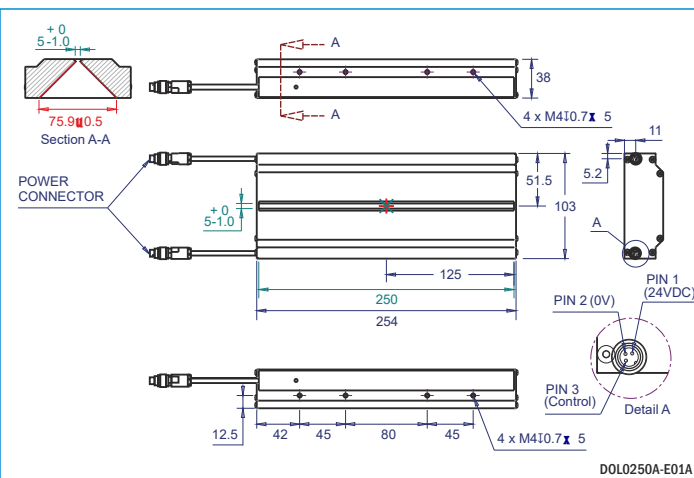 + 0
5-1.0
75.9 0.5
Section A-A
A
A
38
4 x M4 0.7 5
11
5.2
POWER
CONNECTOR
+ 0
5-1.0
51.5
103
A
125
250
254
PIN 1
(24VDC)
PIN 2 (0V)
PIN 3
(Control)
Detail A
12.5
42
45
80
45
4 x M4 0.7 5
DOL0250A-E01A